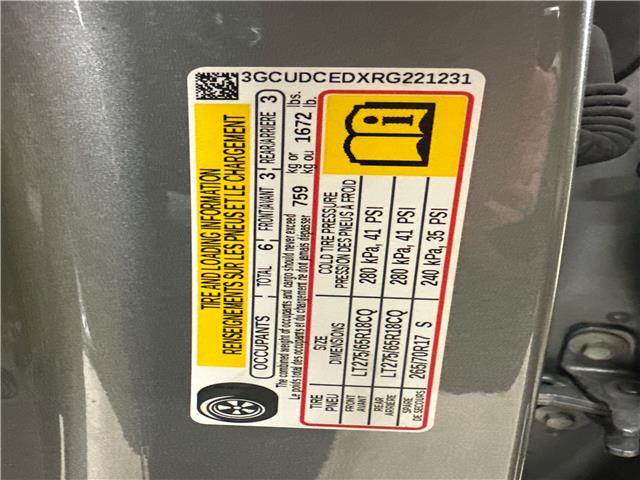 3GCUDCEDXRG221231
TIRE AND LOADING INFORMATION
RENSEIGNEMENTS SUR LES PNEUS ET LE CHARGEMENT
OCCUPANTS TOTAL 6 FRONT/AVANT 3 REAR/ARRIÈRE 3
The combined weight of occupants and cargo should never exceed 759 kg or 1672 lbs.
Le poids total des occupants et du chargement ne doit jamais dépasser kg ou lb.
TIRE SIZE COLD TIRE PRESSURE
PNEU DIMENSIONS PRESSION DES PNEUS À FROID
FRONT LT275/65R18CQ 280 kPa, 41 PSI
AVANT
REAR LT275/65R18CQ 280 kPa, 41 PSI
ARRIÈRE
SPARE 265/70R17 S 240 kPa, 35 PSI
DE SECOURS